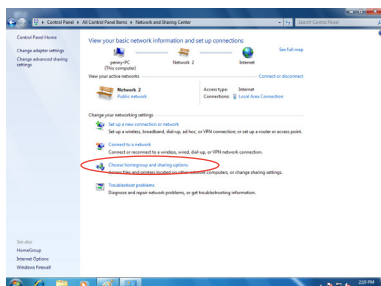 Control Panel ▸ All Control Panel Items ▸ Network and Sharing Center
Search Control Panel
Control Panel Home
Change adapter settings
Change advanced sharing
settings
View your basic network information and set up connections
See full map
penny-PC
(This computer)
Network 2
Internet
View your active networks
Connect or disconnect
Network 2
Public network
Access type: Internet
Connections: Local Area Connection
Change your networking settings
Set up a new connection or network
Set up a wireless, broadband, dial-up, ad hoc, or VPN connection; or set up a router or access point.
Connect to a network
Connect or reconnect to a wireless, wired, dial-up, or VPN network connection.
Choose homegroup and sharing options
Access files and printers located on other network computers, or change sharing settings.
Troubleshoot problems
Diagnose and repair network problems, or get troubleshooting information.
See also
HomeGroup
Internet Options
Windows Firewall
2:10 PM